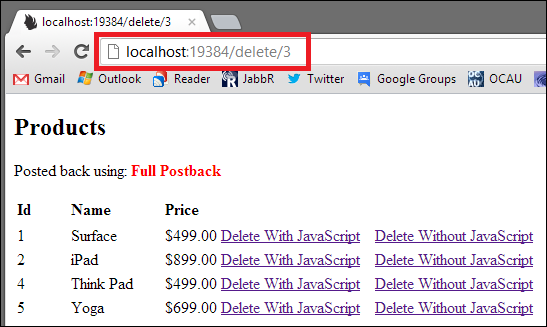 localhost:19384/delete/3
localhost:19384/delete/3
Gmail Outlook Reader JabbR Twitter Google Groups OCAU
Products
Posted back using: Full Postback
Id Name Price
1 Surface $499.00 Delete With JavaScript Delete Without JavaScript
2 iPad $899.00 Delete With JavaScript Delete Without JavaScript
4 Think Pad $499.00 Delete With JavaScript Delete Without JavaScript
5 Yoga $699.00 Delete With JavaScript Delete Without JavaScript